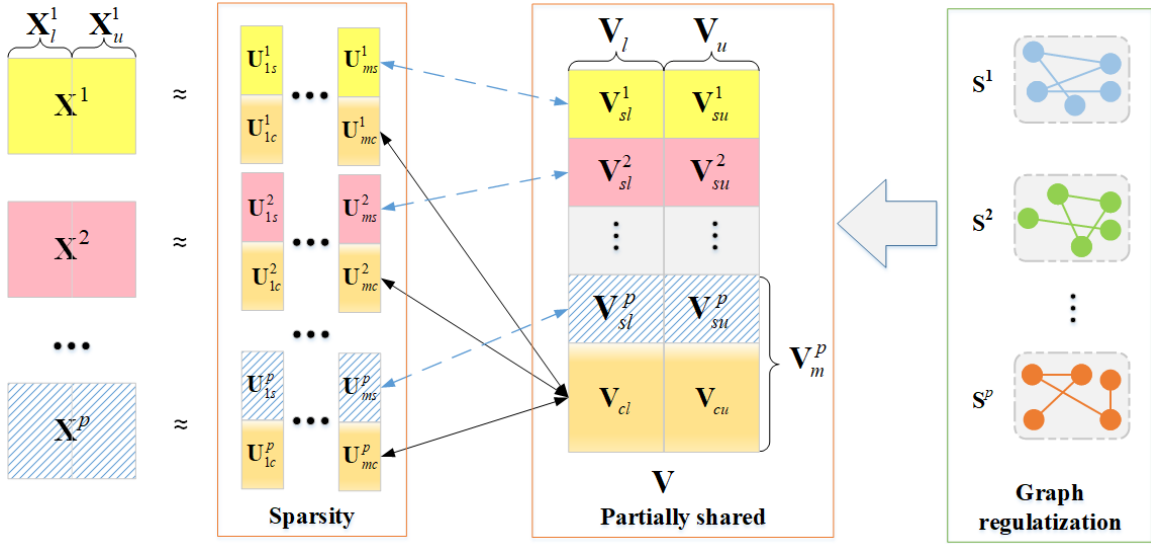 X_l^1 X_u^1
X^1
≈
U_{1s}^1
U_{1c}^1
•••
U_{ms}^1
U_{mc}^1
X^2
≈
U_{1s}^2
U_{1c}^2
•••
U_{ms}^2
U_{mc}^2
•••
•••
X^p
≈
U_{1s}^p
U_{1c}^p
•••
U_{ms}^p
U_{mc}^p
Sparsity
V_l V_u
V_{sl}^1 V_{su}^1
V_{sl}^2 V_{su}^2
⋮ ⋮
V_{sl}^p V_{su}^p
V_{cl} V_{cu}
V_m^p
V
Partially shared
S^1
S^2
⋮
S^p
Graph
regulatization